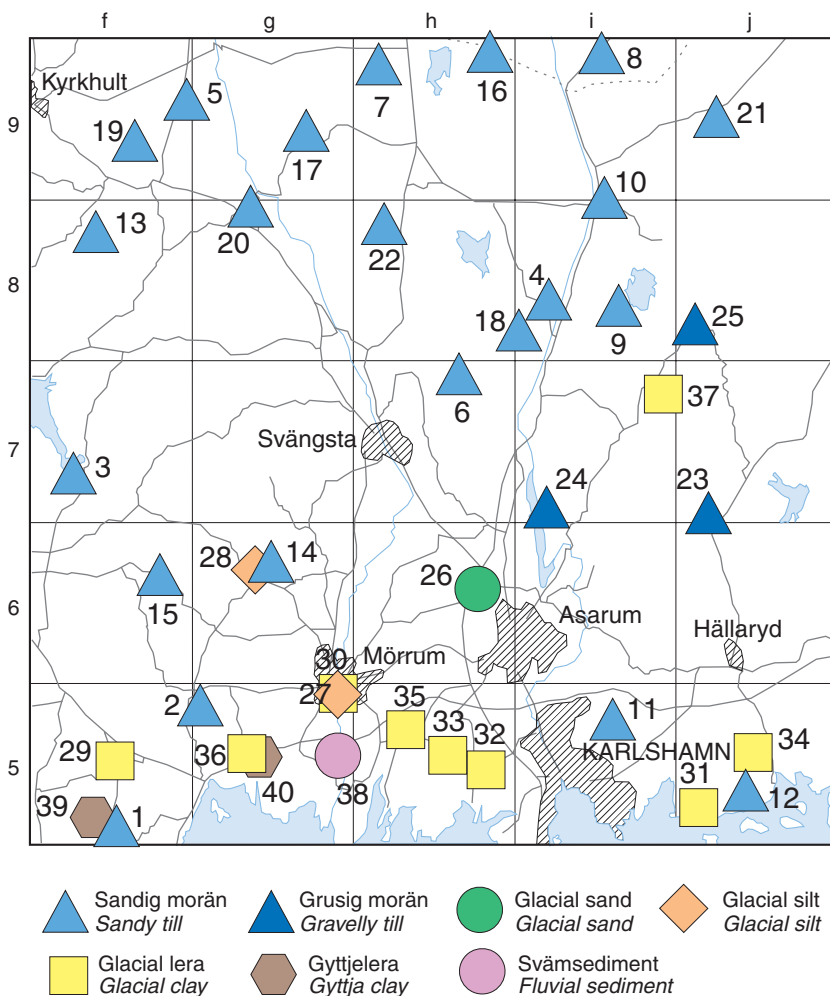 f g h i j
Kyrkhult
5
7
16
8
9
19
17
21
10
13
20
22
8
4
18
9
25
6
37
Svängsta
7
3
24
23
28
14
26
6
15
Asarum
Hällaryd
30
Mörrum
27
2
35
11
33
29
36
32
KARLSHAMN
34
5
39
1
40
38
31
12
Sandig morän
Sandy till
Grusig morän
Gravelly till
Glacial sand
Glacial sand
Glacial silt
Glacial silt
Glacial lera
Glacial clay
Gyttjelera
Gyttja clay
Svämsediment
Fluvial sediment